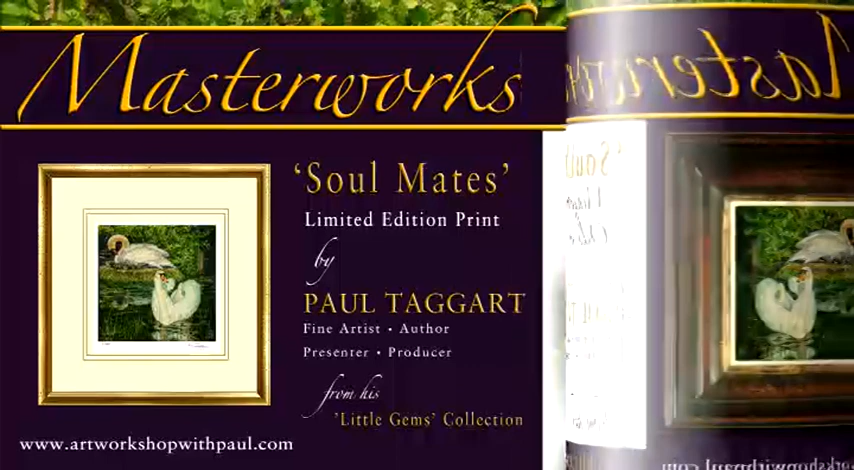 Masterworks
'Soul Mates'
Limited Edition Print
by
PAUL TAGGART
Fine Artist • Author
Presenter • Producer
from his
'Little Gems' Collection
www.artworkshopwithpaul.com